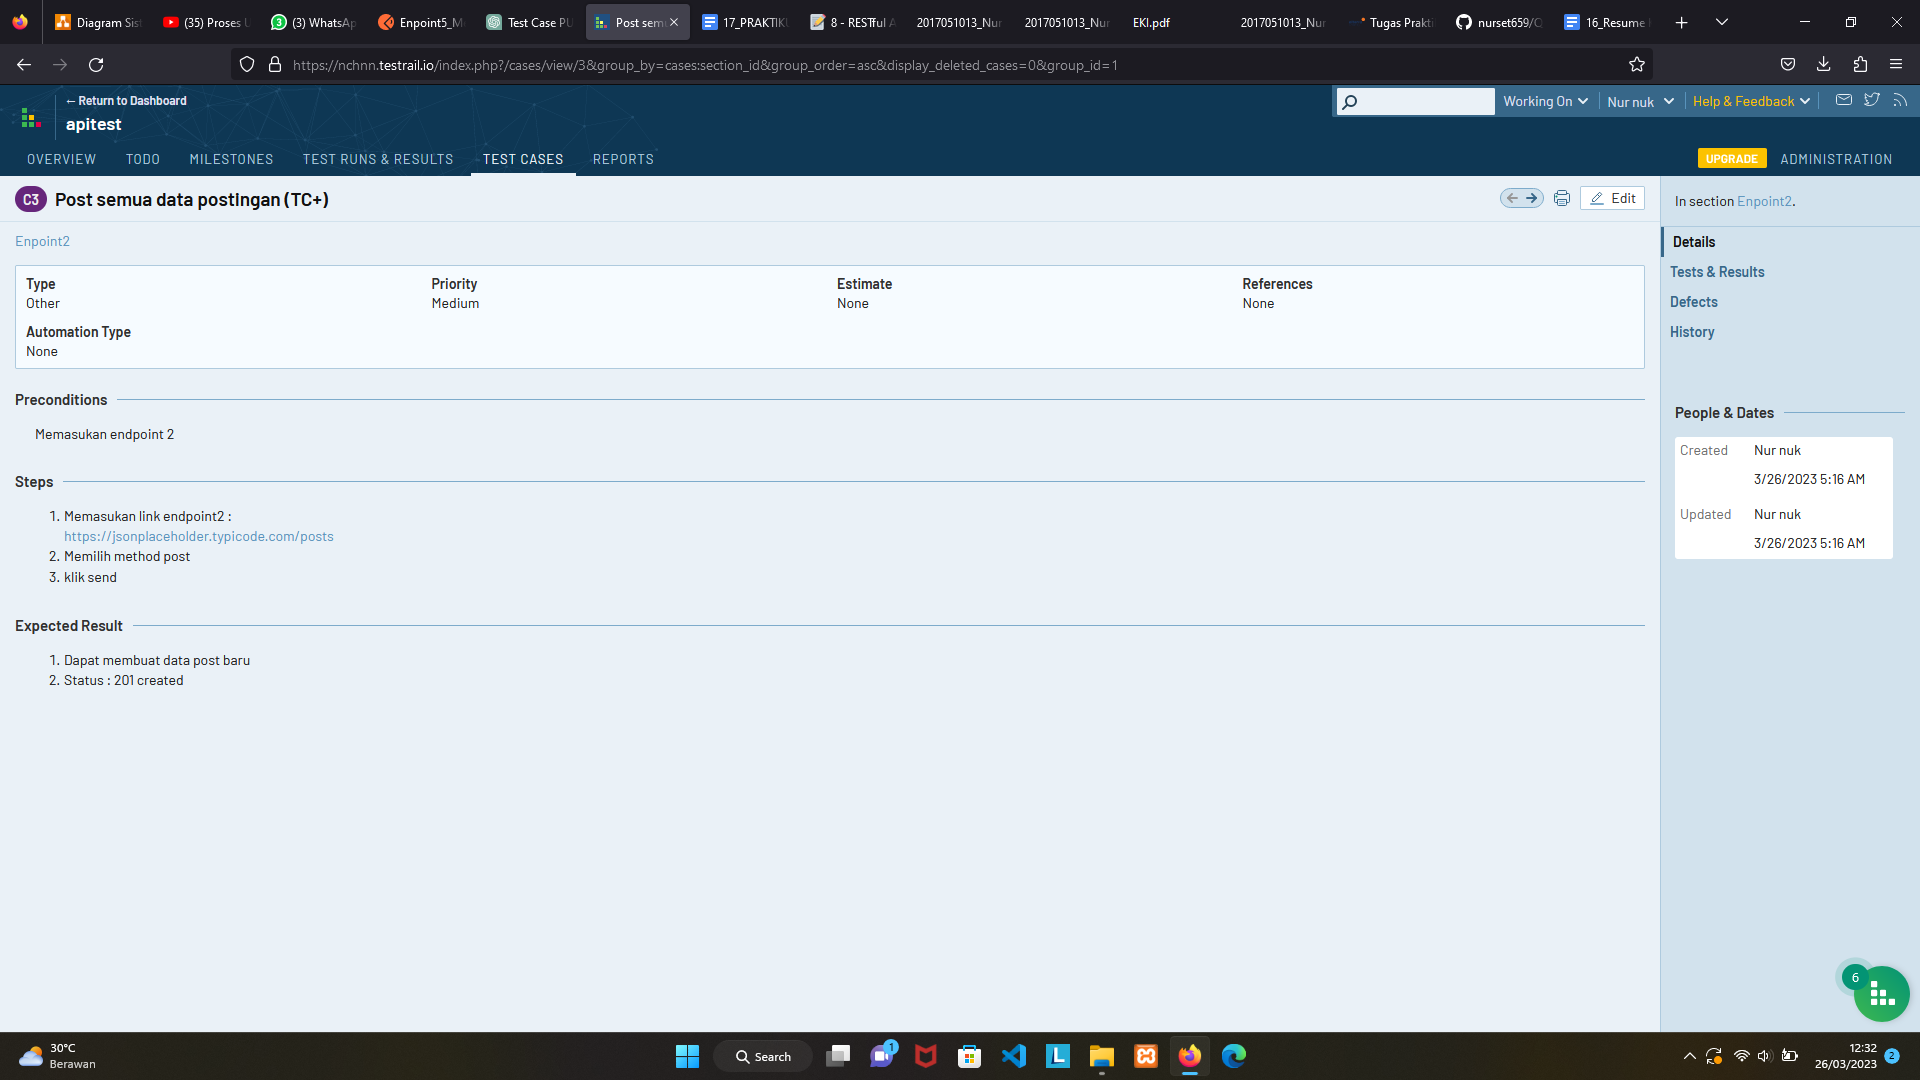 Diagram Sis
(35) Proses U
(3) WhatsAp
Enpoint5_M
Test Case PU
Post sem
17_PRAKTIKU
8 - RESTful A
2017051013_Nur
2017051013_Nur
EKI.pdf
2017051013_Nur
Tugas Prakti
nurset659/Q
16_Resume
https://nchnn.testrail.io/index.php?/cases/view/3&group_by=cases:section_id&group_order=asc&display_deleted_cases=0&group_id=1
← Return to Dashboard
apitest
Working On
Nur nuk
Help & Feedback
OVERVIEW
TODO
MILESTONES
TEST RUNS & RESULTS
TEST CASES
REPORTS
UPGRADE
ADMINISTRATION
C3
Post semua data postingan (TC+)
Edit
Enpoint2
Type
Other
Priority
Medium
Estimate
None
References
None
Automation Type
None
Preconditions
Memasukan endpoint 2
Steps
1. Memasukan link endpoint2 :
https://jsonplaceholder.typicode.com/posts
2. Memilih method post
3. klik send
Expected Result
1. Dapat membuat data post baru
2. Status : 201 created
In section Enpoint2.
Details
Tests & Results
Defects
History
People & Dates
Created
Nur nuk
3/26/2023 5:16 AM
Updated
Nur nuk
3/26/2023 5:16 AM
6
30°C
Berawan
Search
1
12:32
26/03/2023
2